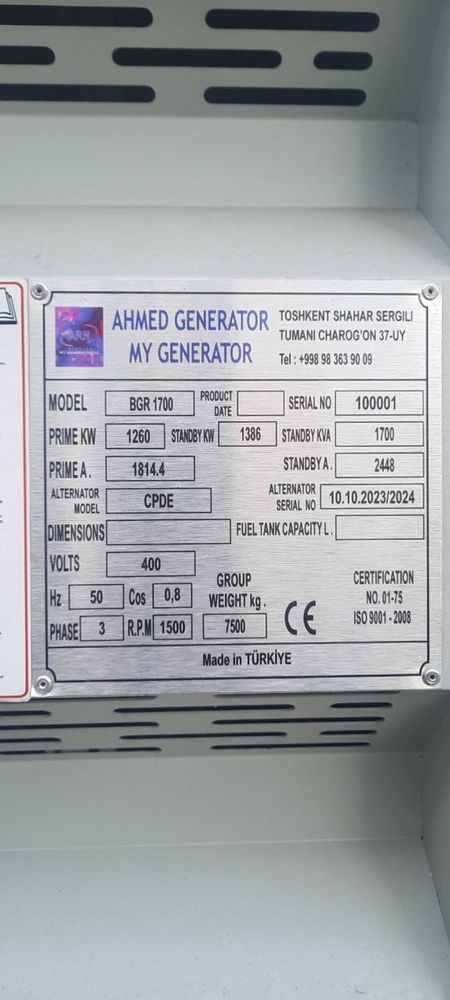 AHMED GENERATOR
MY GENERATOR
TOSHKENT SHAHAR SERGILI
TUMANI CHAROG'ON 37-UY
Tel : +998 98 363 90 09
MODEL BGR 1700 PRODUCT DATE SERIAL NO 100001
PRIME KW 1260 STANDBY KW 1386 STANDBY KVA 1700
PRIME A . 1814.4 STANDBY A . 2448
ALTERNATOR MODEL CPDE ALTERNATOR SERIAL NO 10.10.2023/2024
DIMENSIONS FUEL TANK CAPACITY L .
VOLTS 400
Hz 50 Cos 0,8 GROUP WEIGHT kg .
PHASE 3 R.P.M 1500 7500
CE
CERTIFICATION
NO. 01-75
ISO 9001 - 2008
Made in TÜRKİYE